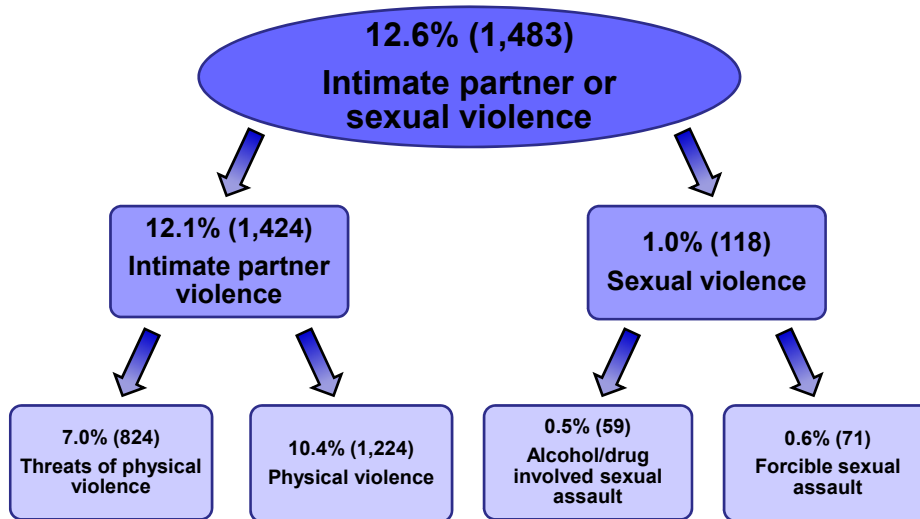 12.6% (1,483)
Intimate partner or
sexual violence
12.1% (1,424)
Intimate partner
violence
1.0% (118)
Sexual violence
7.0% (824)
Threats of physical
violence
10.4% (1,224)
Physical violence
0.5% (59)
Alcohol/drug
involved sexual
assault
0.6% (71)
Forcible sexual
assault